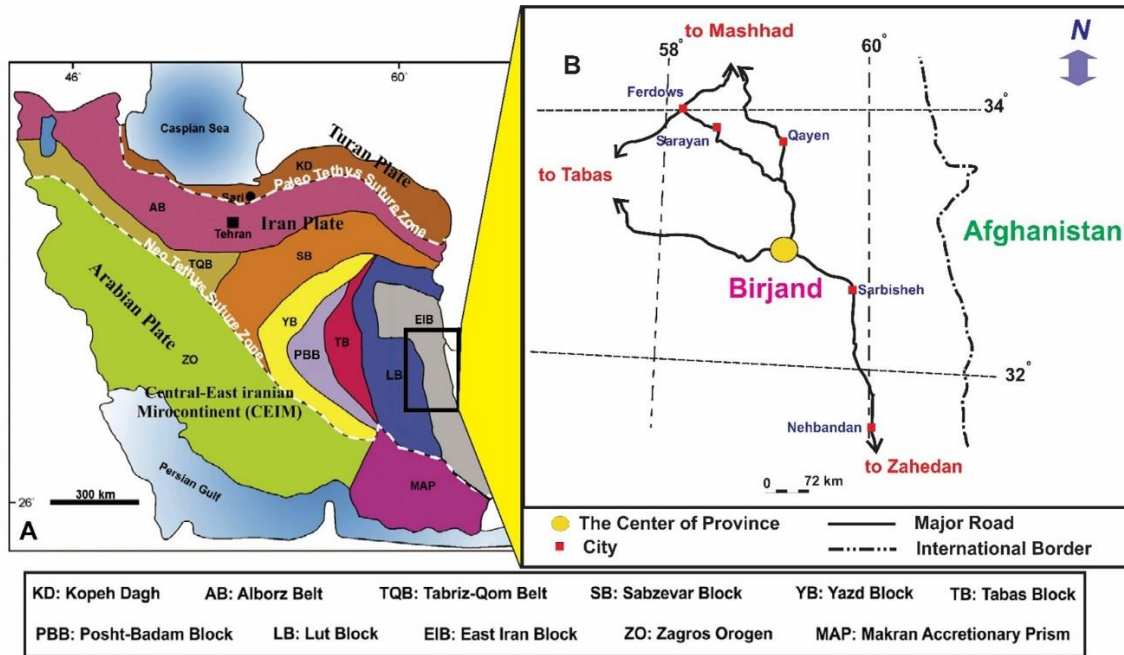 46°
60°
Caspian Sea
Turan Plate
KD
Paleo Tethys Suture Zone
Sari
AB
Iran Plate
Tehran
Neo Tethys Suture Zone
TQB
SB
Arabian Plate
YB
EIB
PBB
TB
ZO
LB
Central-East iranian
Mirocontinent (CEIM)
Persian Gulf
MAP
26°
300 km
A
to Mashhad
N
B
58°
60°
Ferdows
34°
Sarayan
Qayen
to Tabas
Afghanistan
Birjand
Sarbisheh
32°
Nehbandan
to Zahedan
0 72 km
The Center of Province
Major Road
City
International Border
KD: Kopeh Dagh AB: Alborz Belt TQB: Tabriz-Qom Belt SB: Sabzevar Block YB: Yazd Block TB: Tabas Block
PBB: Posht-Badam Block LB: Lut Block EIB: East Iran Block ZO: Zagros Orogen MAP: Makran Accretionary Prism